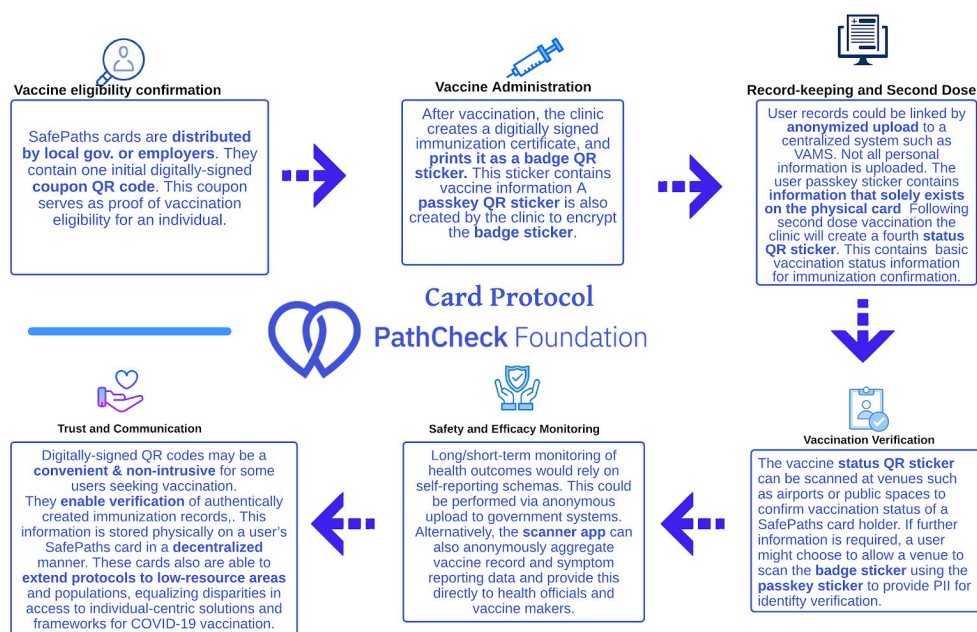 Vaccine eligibility confirmation
SafePaths cards are distributed
by local gov. or employers. They
contain one initial digitally-signed
coupon QR code. This coupon
serves as proof of vaccination
eligibility for an individual.
Vaccine Administration
After vaccination, the clinic
creates a digitially signed
immunization certificate, and
prints it as a badge QR
sticker. This sticker contains
vaccine information A
passkey QR sticker is also
created by the clinic to encrypt
the badge sticker.
Record-keeping and Second Dose
User records could be linked by
anonymized upload to a
centralized system such as
VAMS. Not all personal
information is uploaded. The
user passkey sticker contains
information that solely exists
on the physical card Following
second dose vaccination the
clinic will create a fourth status
QR sticker. This contains basic
vaccination status information
for immunization confirmation.
Card Protocol
PathCheck Foundation
Trust and Communication
Digitally-signed QR codes may be a
convenient & non-intrusive for some
users seeking vaccination.
They enable verification of authentically
created immunization records,. This
information is stored physically on a user's
SafePaths card in a decentralized
manner. These cards also are able to
extend protocols to low-resource areas
and populations, equalizing disparities in
access to individual-centric solutions and
frameworks for COVID-19 vaccination.
Safety and Efficacy Monitoring
Long/short-term monitoring of
health outcomes would rely on
self-reporting schemas. This could
be performed via anonymous
upload to government systems.
Alternatively, the scanner app can
also anonymously aggregate
vaccine record and symptom
reporting data and provide this
directly to health officials and
vaccine makers.
Vaccination Verification
The vaccine status QR sticker
can be scanned at venues such
as airports or public spaces to
confirm vaccination status of a
SafePaths card holder. If further
information is required, a user
might choose to allow a venue to
scan the badge sticker using the
passkey sticker to provide PII for
identifty verification.